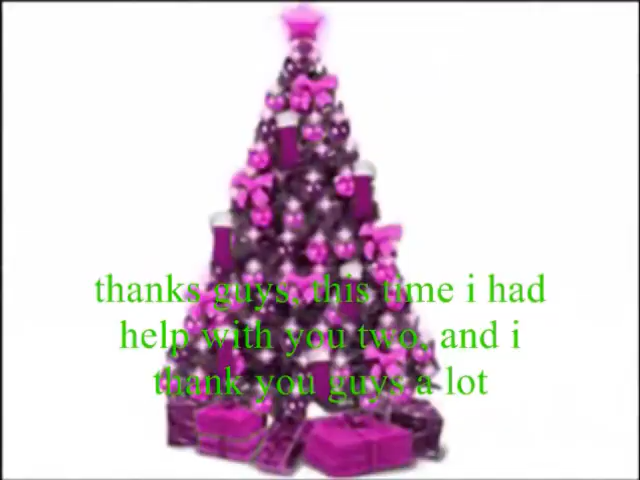 thanks guys, this time i had
help with you two, and i
thank you guys a lot